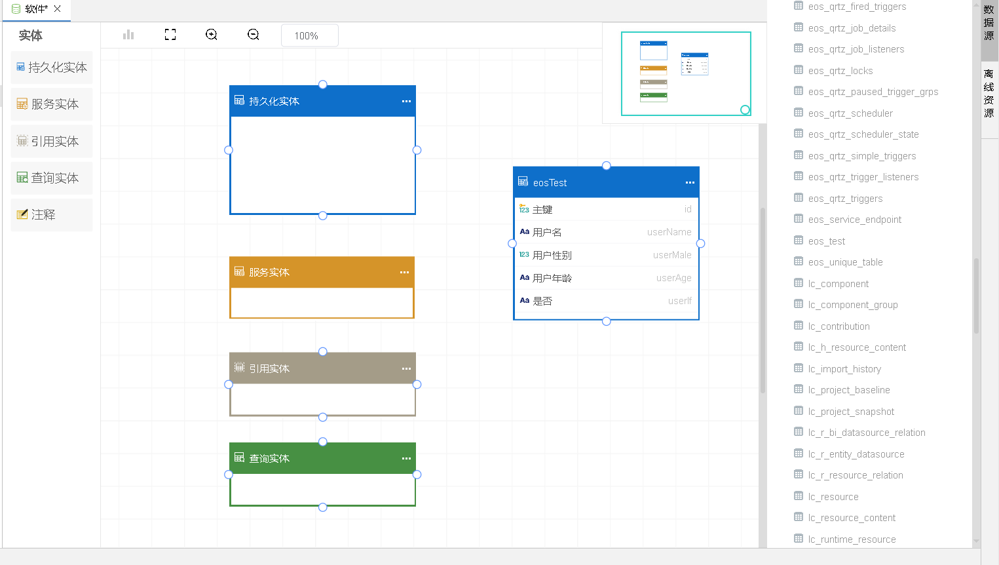 软件*
实体
持久化实体
服务实体
引用实体
查询实体
注释
100%
持久化实体
服务实体
引用实体
查询实体
eosTest
主键 id
用户名 userName
用户性别 userMale
用户年龄 userAge
是否 userIf
eos_qrtz_fired_triggers
eos_qrtz_job_details
eos_qrtz_job_listeners
eos_qrtz_locks
eos_qrtz_paused_trigger_grps
eos_qrtz_scheduler
eos_qrtz_scheduler_state
eos_qrtz_simple_triggers
eos_qrtz_trigger_listeners
eos_qrtz_triggers
eos_service_endpoint
eos_test
eos_unique_table
lc_component
lc_component_group
lc_contribution
lc_h_resource_content
lc_import_history
lc_project_baseline
lc_project_snapshot
lc_r_bi_datasource_relation
lc_r_entity_datasource
lc_r_resource_relation
lc_resource
lc_resource_content
lc_runtime_resource
数据源
离线资源